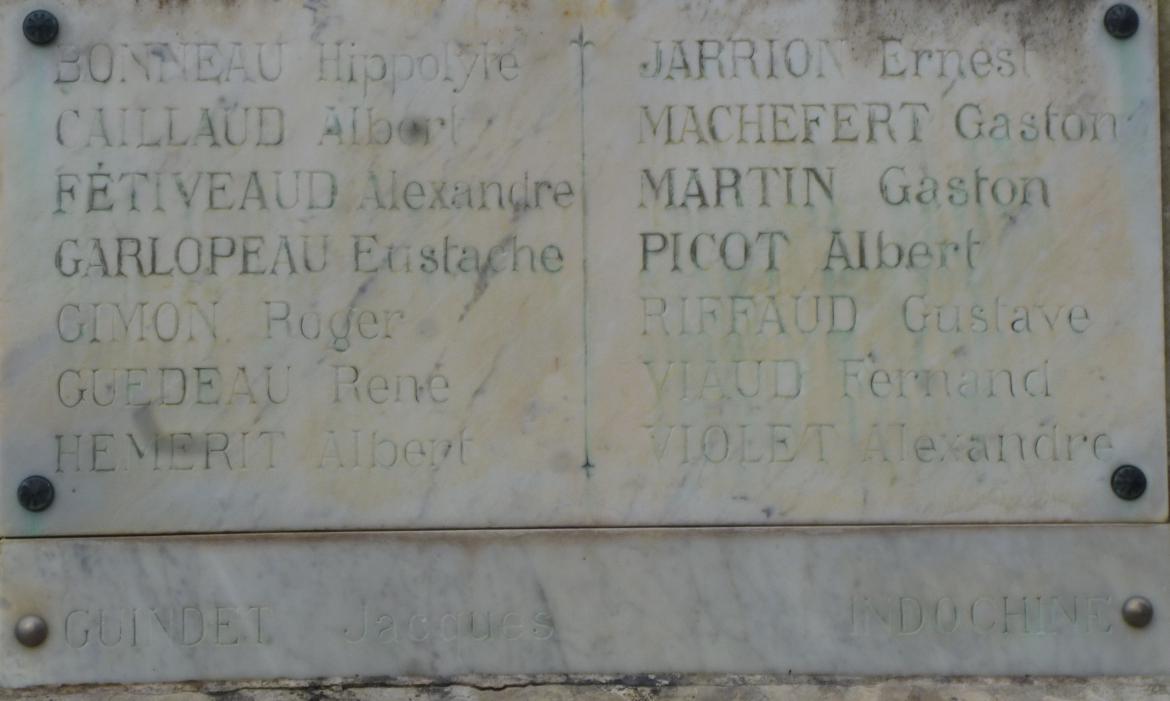 BONNEAU Hippolyte
CAILLAUD Albert
FÉTIVEAUD Alexandre
GARLOPEAU Eustache
GIMON Roger
GUEDEAU René
HEMERIT Albert
JARRION Ernest
MACHEFERT Gaston
MARTIN Gaston
PICOT Albert
RIFFAUD Gustave
VIAUD Fernand
VIOLET Alexandre
GUINDET Jacques INDOCHINE